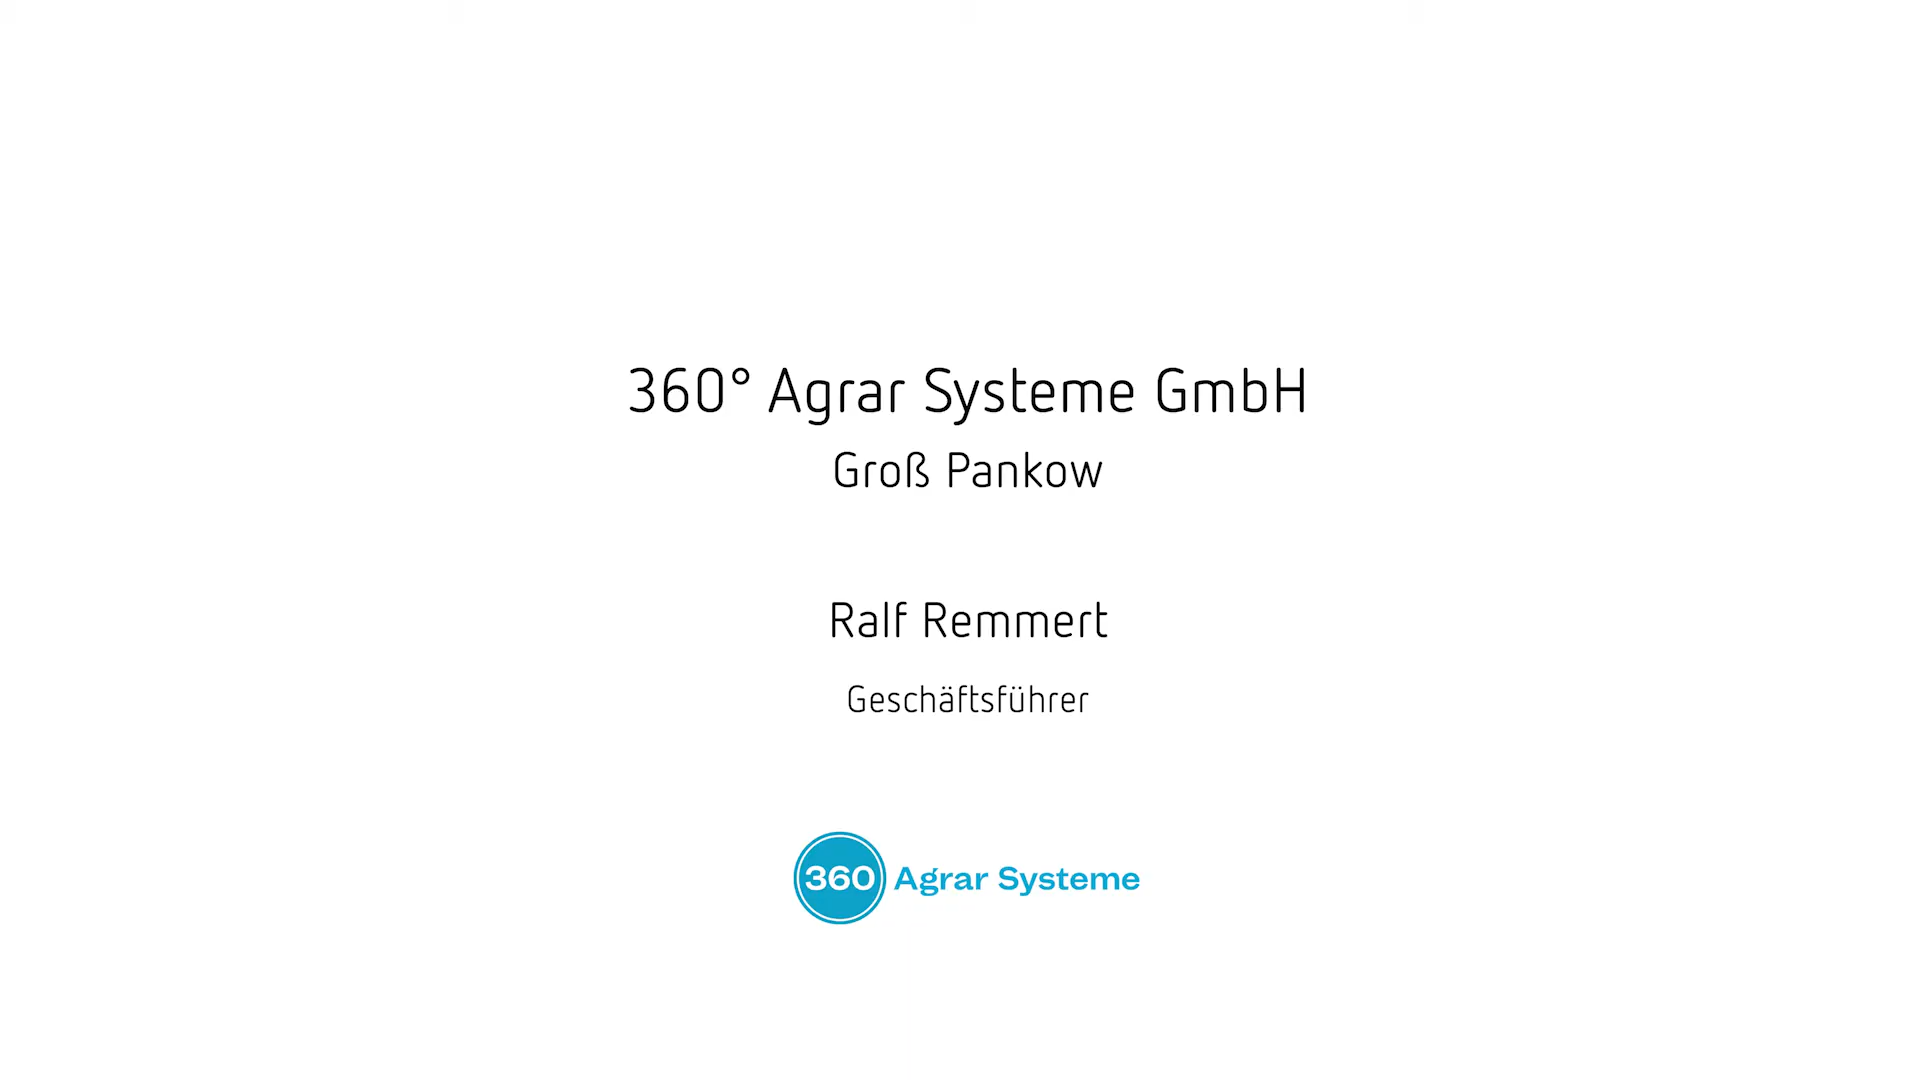 360° Agrar Systeme GmbH
Groß Pankow
Ralf Remmert
Geschäftsführer
360 Agrar Systeme